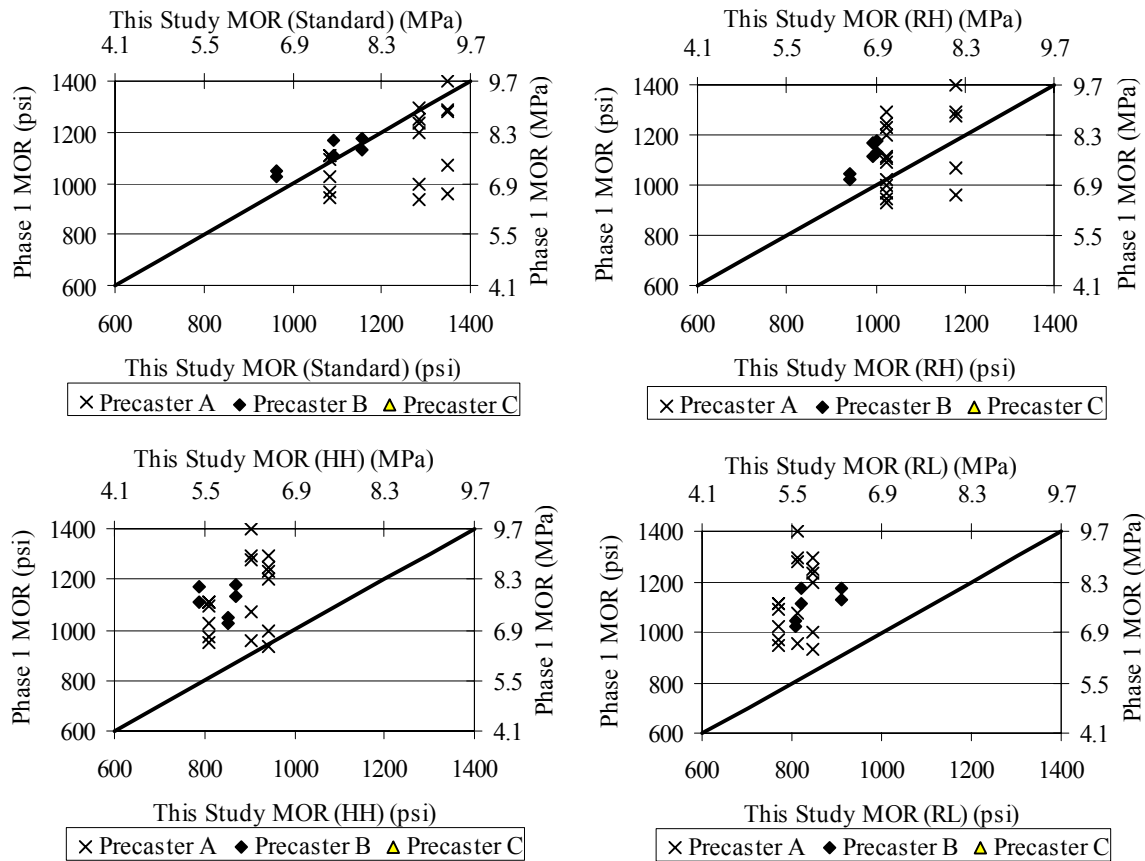 This Study MOR (Standard) (MPa)
4.1 5.5 6.9 8.3 9.7
1400 9.7
1200 8.3
1000 6.9
800 5.5
600 4.1
Phase 1 MOR (psi)
Phase 1 MOR (MPa)
600 800 1000 1200 1400
This Study MOR (Standard) (psi)
Precaster A Precaster B Precaster C
This Study MOR (RH) (MPa)
4.1 5.5 6.9 8.3 9.7
1400 9.7
1200 8.3
1000 6.9
800 5.5
600 4.1
Phase 1 MOR (psi)
Phase 1 MOR (MPa)
600 800 1000 1200 1400
This Study MOR (RH) (psi)
Precaster A Precaster B Precaster C
This Study MOR (HH) (MPa)
4.1 5.5 6.9 8.3 9.7
1400 9.7
1200 8.3
1000 6.9
800 5.5
600 4.1
Phase 1 MOR (psi)
Phase 1 MOR (MPa)
600 800 1000 1200 1400
This Study MOR (HH) (psi)
Precaster A Precaster B Precaster C
This Study MOR (RL) (MPa)
4.1 5.5 6.9 8.3 9.7
1400 9.7
1200 8.3
1000 6.9
800 5.5
600 4.1
Phase 1 MOR (psi)
Phase 1 MOR (MPa)
600 800 1000 1200 1400
This Study MOR (RL) (psi)
Precaster A Precaster B Precaster C